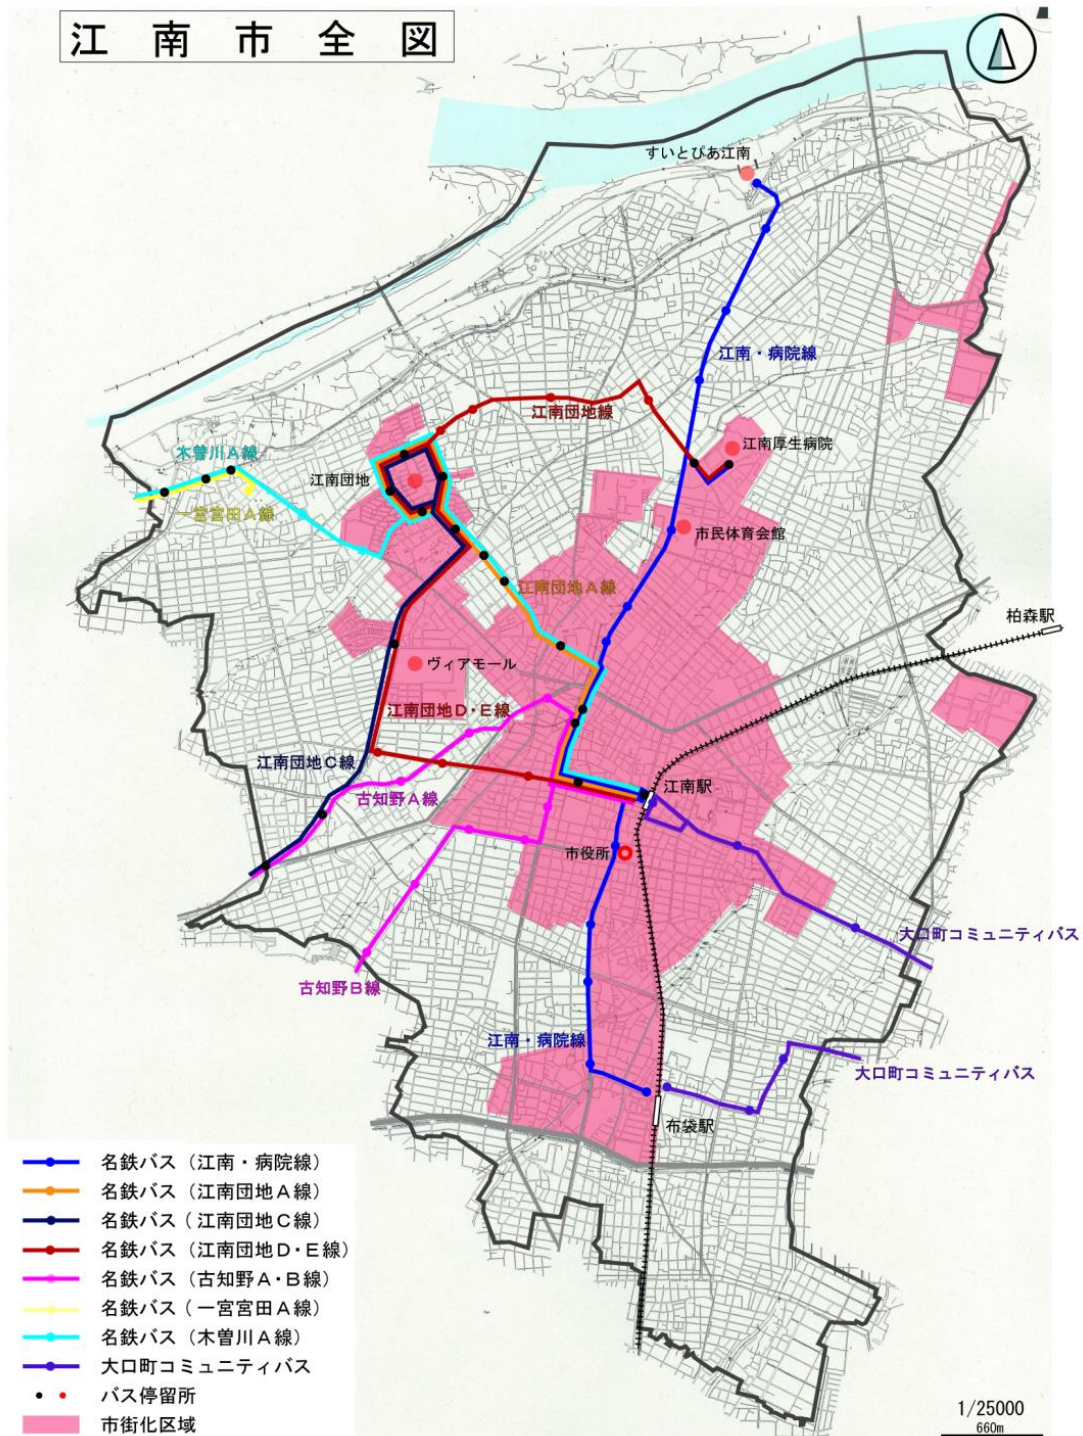 江南市全図
すいとぴあ江南
江南・病院線
江南団地線
江南厚生病院
木曽川A線
江南団地
一宮宮田A線
市民体育会館
江南団地A線
柏森駅
ヴィアモール
江南団地D・E線
江南団地C線
江南駅
古知野A線
市役所
大口町コミュニティバス
古知野B線
江南・病院線
大口町コミュニティバス
布袋駅
名鉄バス(江南・病院線)
名鉄バス(江南団地A線)
名鉄バス(江南団地C線)
名鉄バス(江南団地D・E線)
名鉄バス(古知野A・B線)
名鉄バス(一宮宮田A線)
名鉄バス(木曽川A線)
大口町コミュニティバス
バス停留所
市街化区域
1/25000
660m